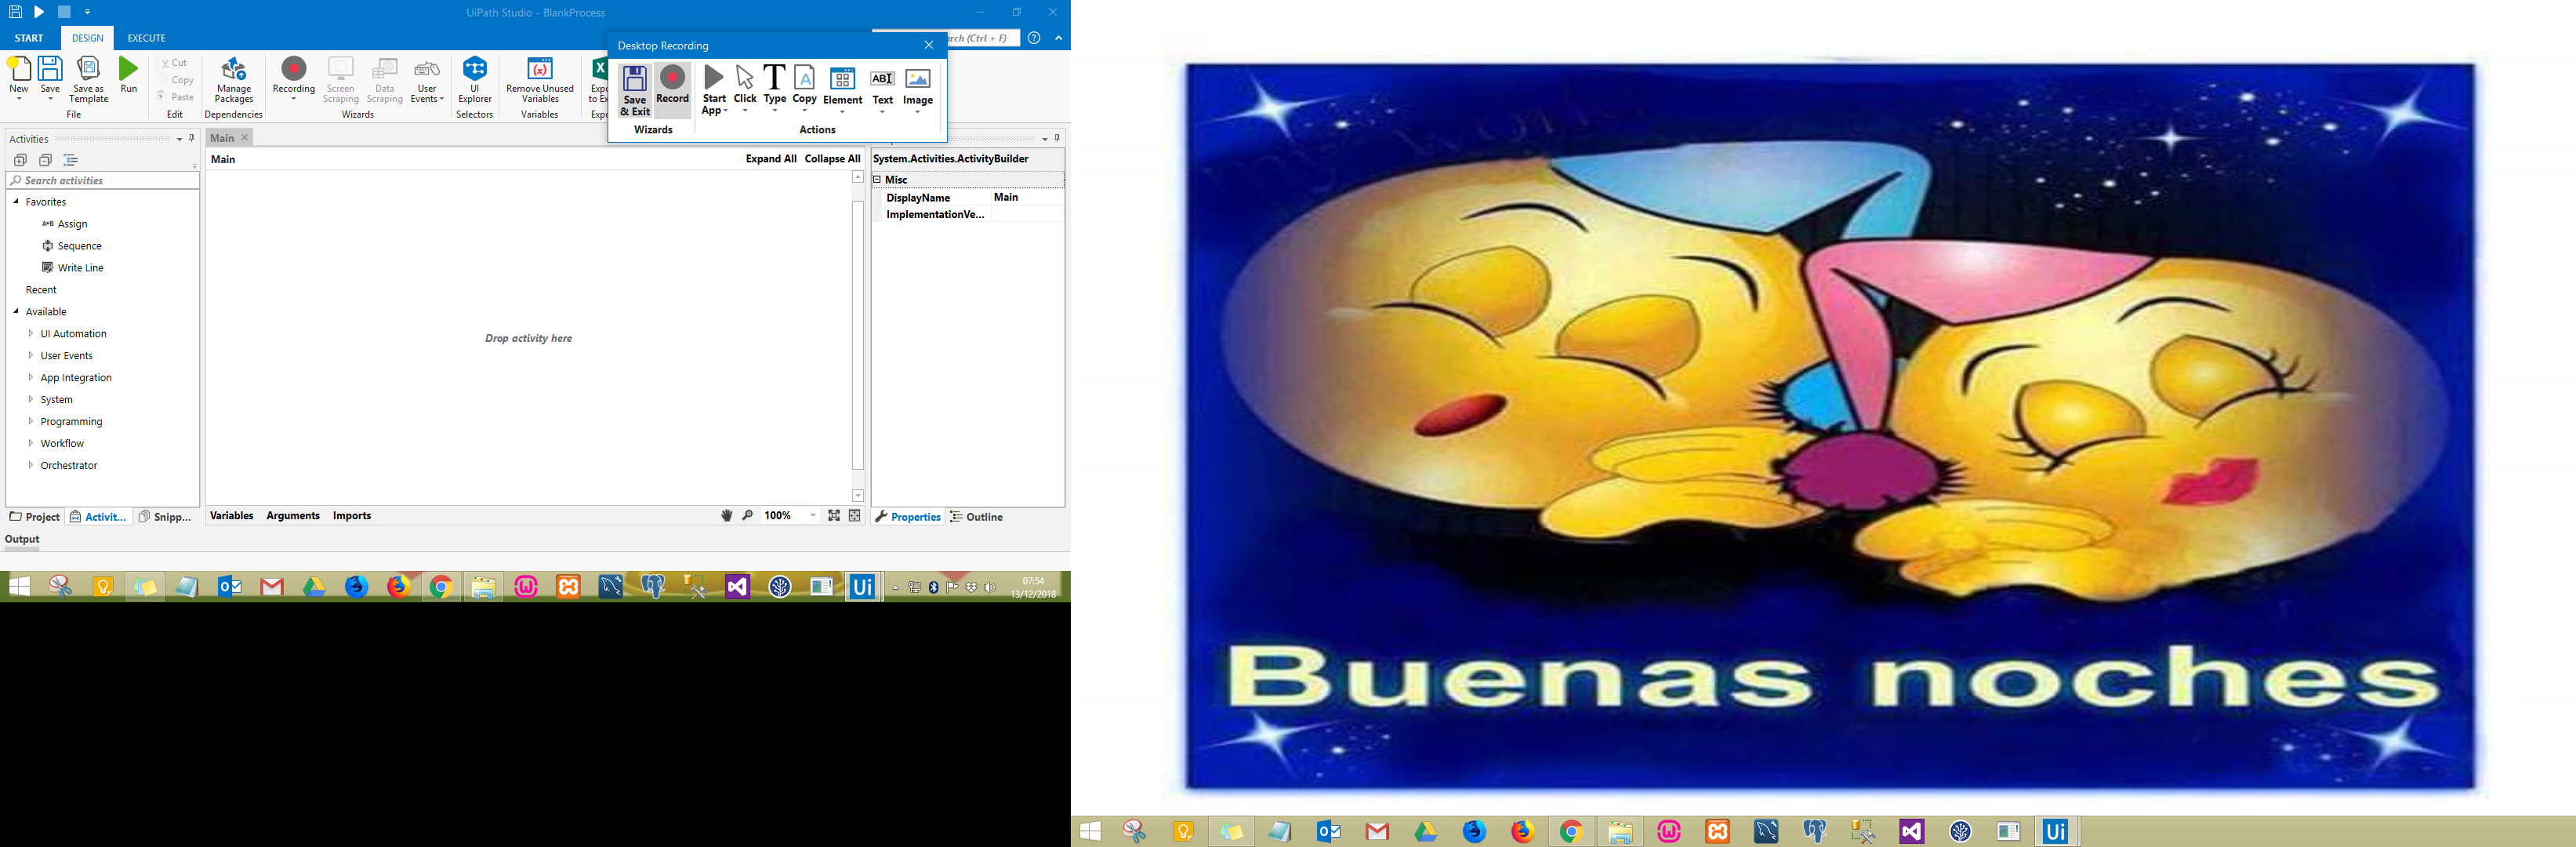 UiPath Studio - BlankProcess
START DESIGN EXECUTE
rch (Ctrl + F)
Desktop Recording
New Save Save as Template Run
Cut
Copy
Paste
Manage Packages
Recording Screen Scraping Data Scraping User Events
UI Explorer
Remove Unused Variables
Expo
to Ex
File Edit Dependencies Wizards Selectors Variables Expo
Save & Exit Record Start App Click Type Copy Element Text Image
Wizards Actions
Activities
Search activities
Favorites
A+B Assign
Sequence
Write Line
Recent
Available
UI Automation
User Events
App Integration
System
Programming
Workflow
Orchestrator
Project Activit... Snipp...
Main
Main Expand All Collapse All
Drop activity here
Variables Arguments Imports 100%
System.Activities.ActivityBuilder
Misc
DisplayName Main
ImplementationVe...
Properties Outline
Output
Ui
07:54
13/12/2018
Buenas noches
Ui